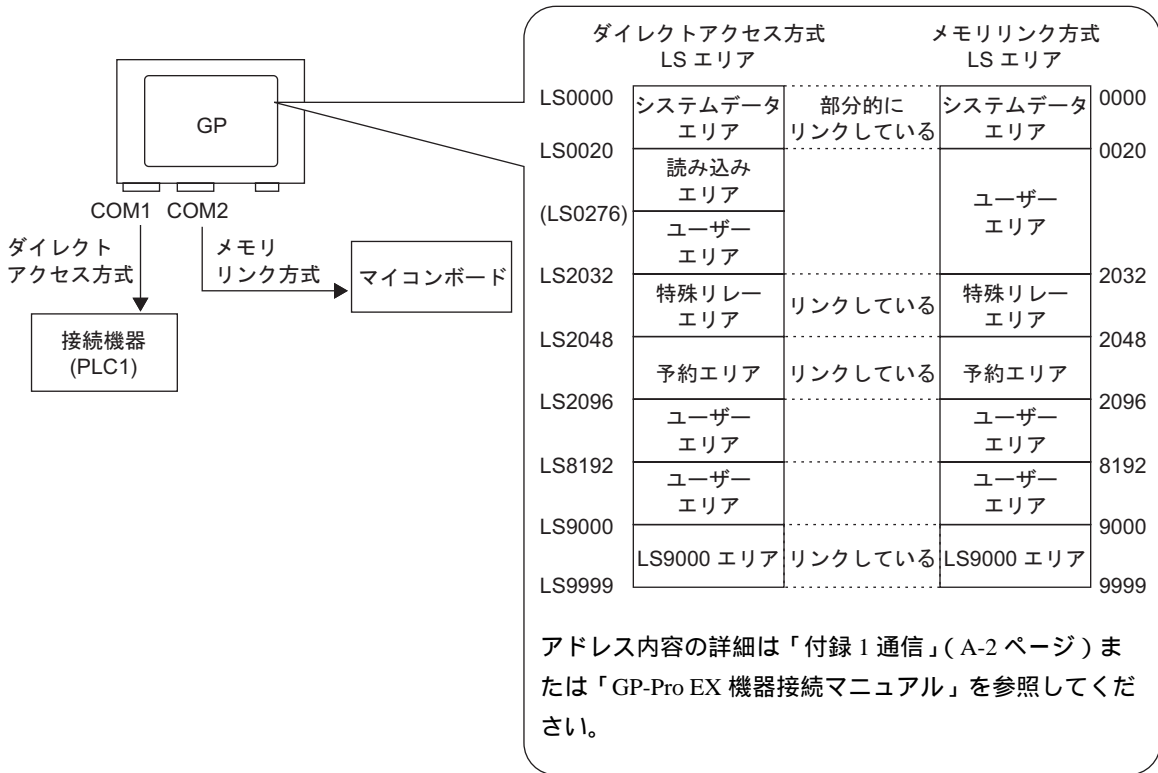 GP
COM1
COM2
ダイレクト
アクセス方式
メモリ
リンク方式
マイコンボード
接続機器
(PLC1)
ダイレクトアクセス方式
LS エリア
メモリリンク方式
LS エリア
LS0000
システムデータ
エリア
部分的に
リンクしている
システムデータ
エリア
0000
LS0020
0020
読み込み
エリア
(LS0276)
ユーザー
エリア
ユーザー
エリア
LS2032
2032
特殊リレー
エリア
リンクしている
特殊リレー
エリア
LS2048
2048
予約エリア
リンクしている
予約エリア
LS2096
2096
ユーザー
エリア
ユーザー
エリア
LS8192
8192
ユーザー
エリア
ユーザー
エリア
LS9000
9000
LS9000 エリア
リンクしている
LS9000 エリア
LS9999
9999
アドレス内容の詳細は「付録 1 通信」( A-2 ページ ) ま
たは「GP-Pro EX 機器接続マニュアル」を参照してくだ
さい。